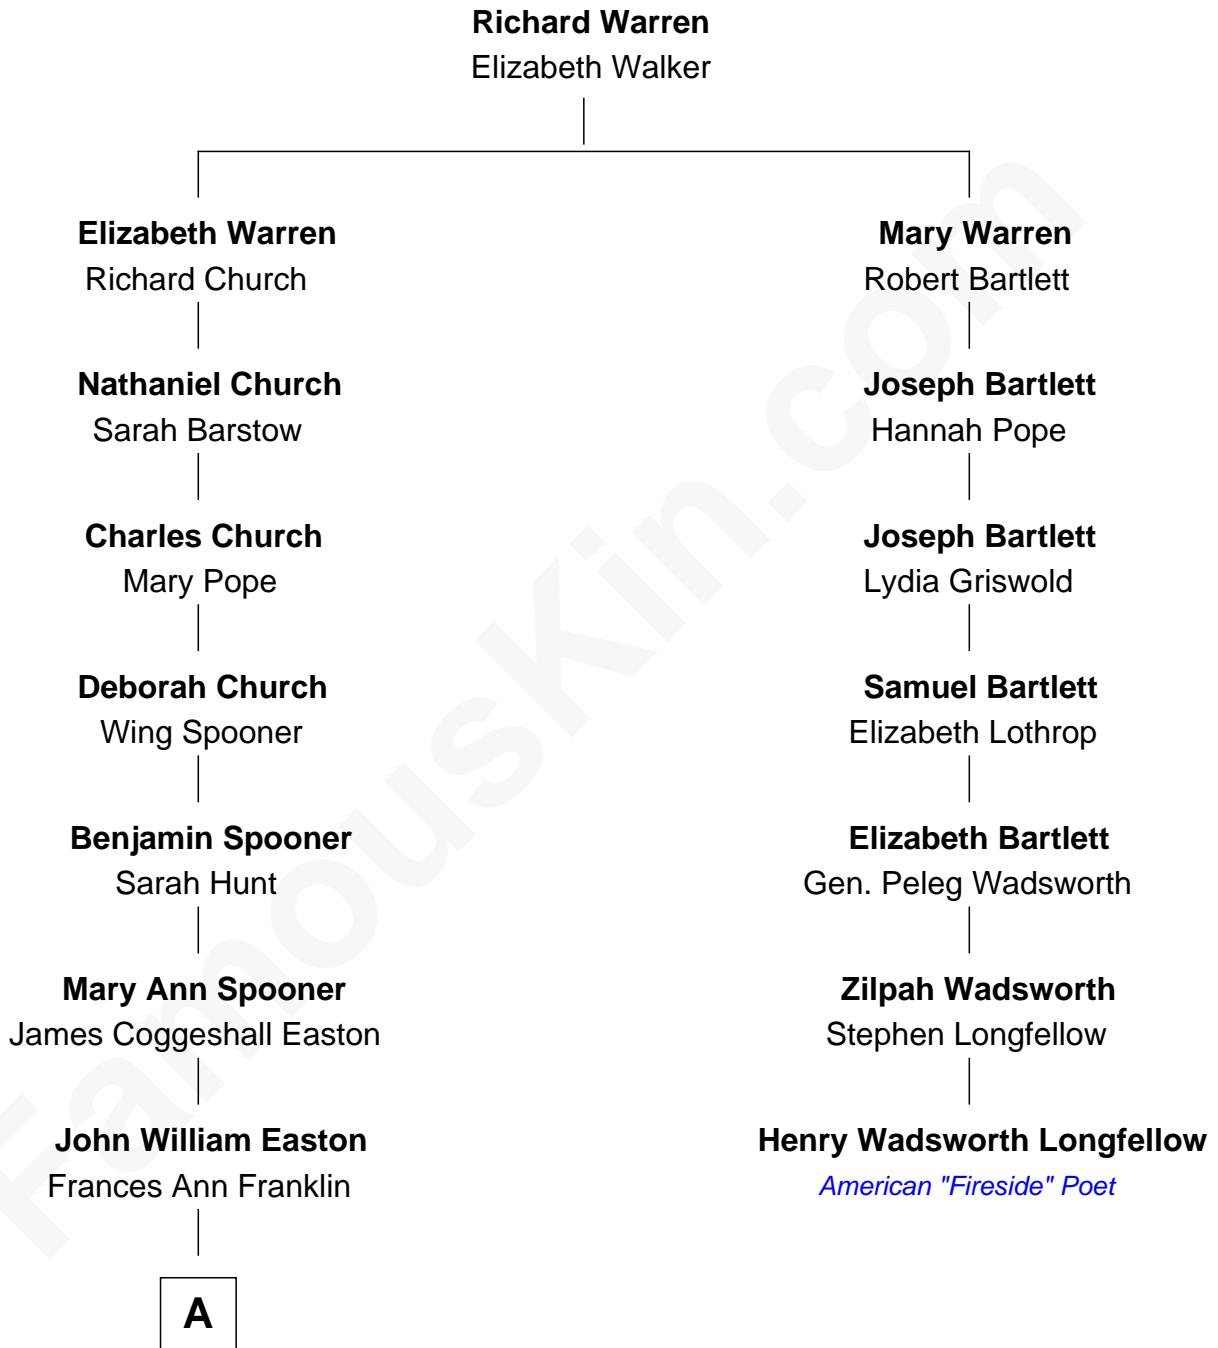 Richard Warren
Elizabeth Walker
Elizabeth Warren
Richard Church
Mary Warren
Robert Bartlett
Nathaniel Church
Sarah Barstow
Joseph Bartlett
Hannah Pope
Charles Church
Mary Pope
Joseph Bartlett
Lydia Griswold
Deborah Church
Wing Spooner
Samuel Bartlett
Elizabeth Lothrop
Benjamin Spooner
Sarah Hunt
Elizabeth Bartlett
Gen. Peleg Wadsworth
Mary Ann Spooner
James Coggeshall Easton
Zilpah Wadsworth
Stephen Longfellow
John William Easton
Frances Ann Franklin
Henry Wadsworth Longfellow
American "Fireside" Poet
A
FamousKin.com